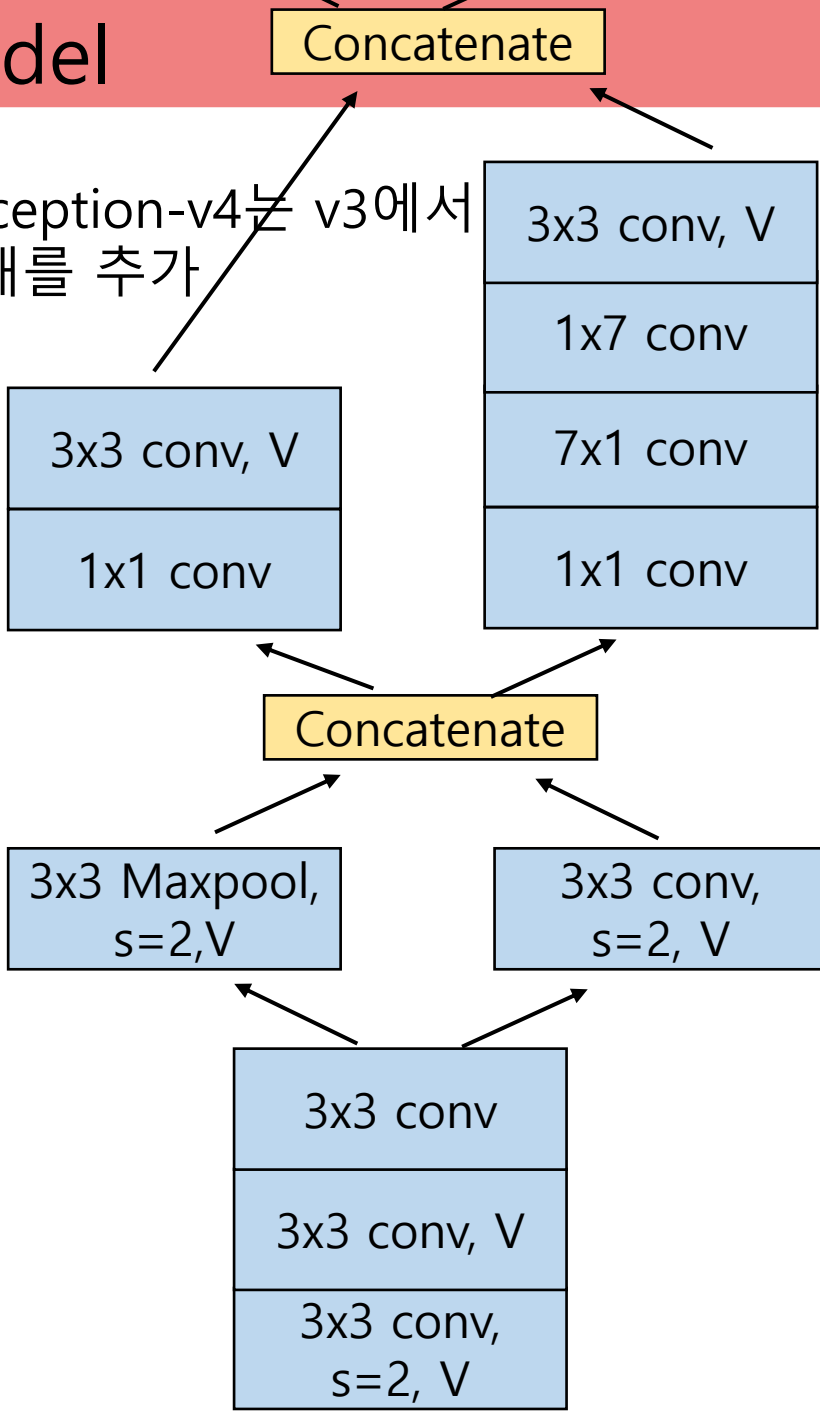 del
Concatenate
ception-v4는 v3에서
를 추가
3x3 conv, V
1x7 conv
7x1 conv
1x1 conv
3x3 conv, V
1x1 conv
Concatenate
3x3 Maxpool,
s=2,V
3x3 conv,
s=2, V
3x3 conv
3x3 conv, V
3x3 conv,
s=2, V